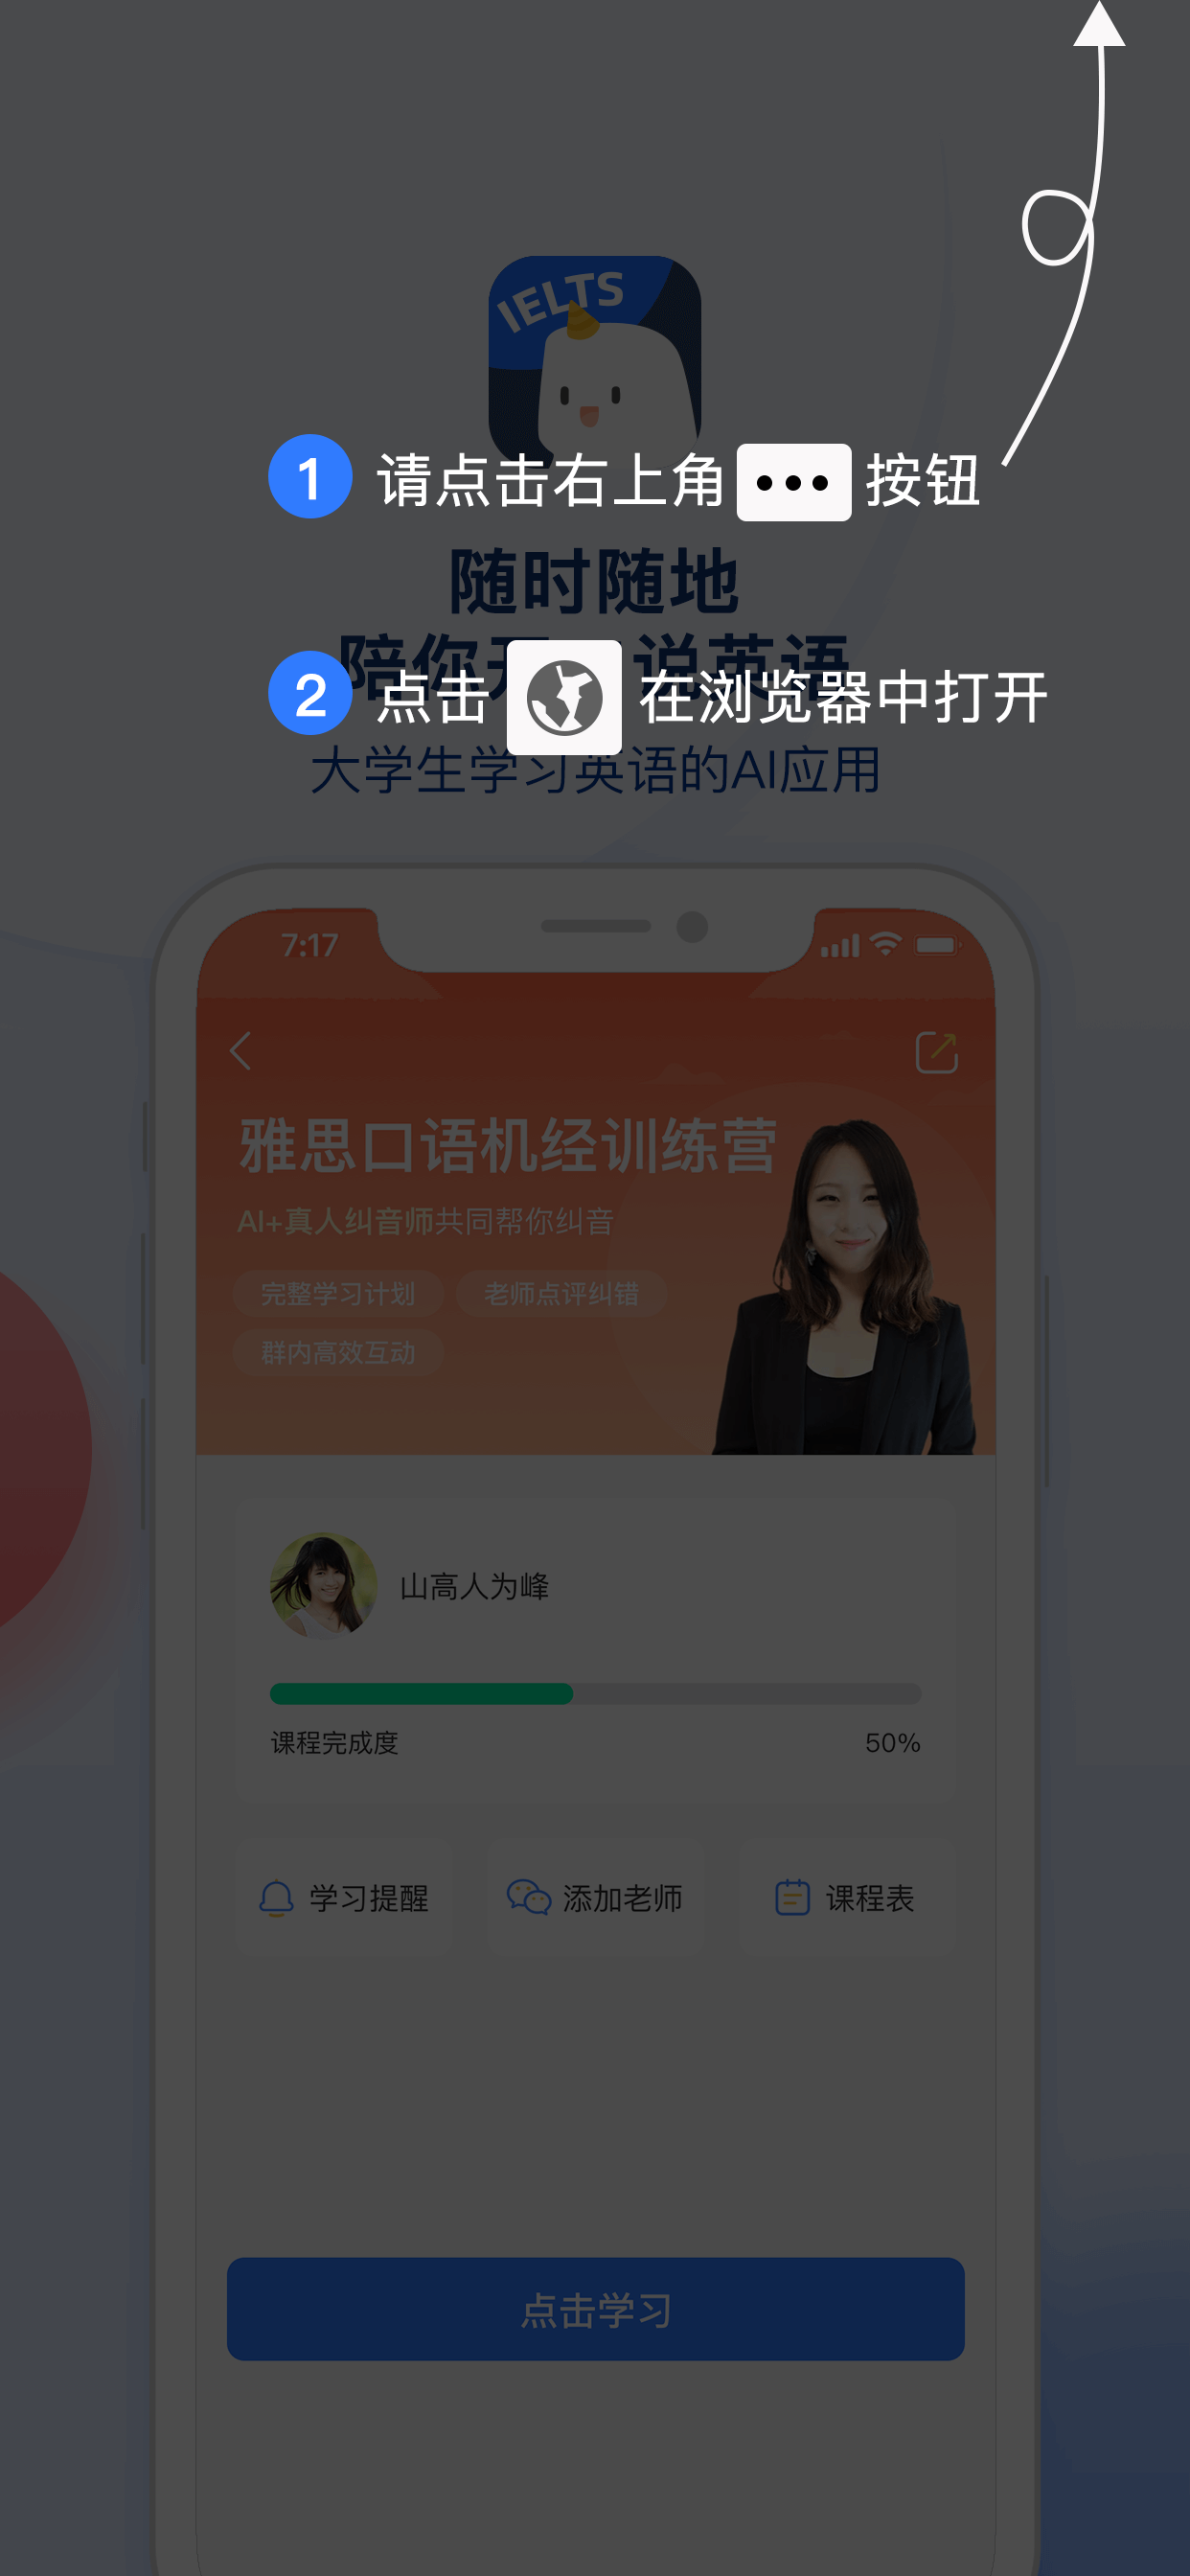 IELTS
1 请点击右上角 ••• 按钮
随时随地
陪你开 说英语
2 点击 在浏览器中打开
大学生学习英语的AI应用
7:17
雅思口语机经训练营
AI+真人纠音师共同帮你纠音
完整学习计划 老师点评纠错
群内高效互动
山高人为峰
课程完成度 50%
学习提醒 添加老师 课程表
点击学习